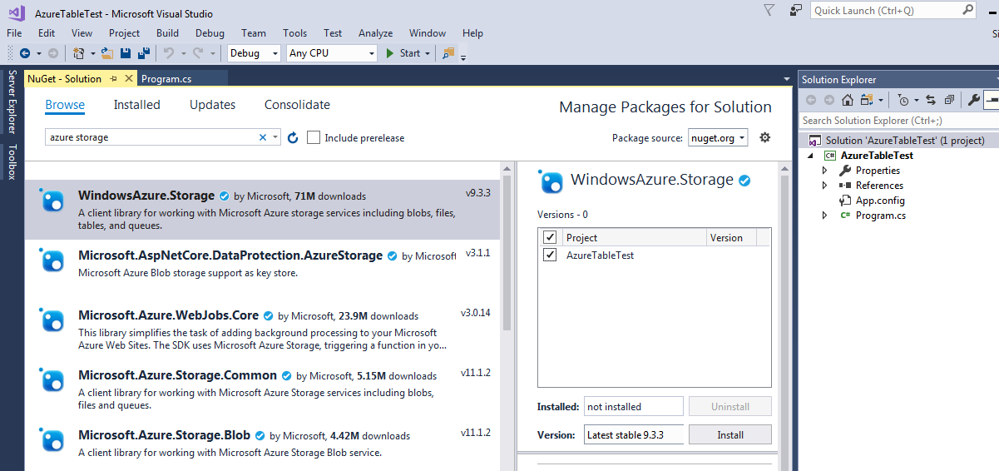 AzureTableTest - Microsoft Visual Studio
Quick Launch (Ctrl+Q)
File Edit View Project Build Debug Team Tools Test Analyze Window Help
Debug Any CPU Start
Server Explorer
Toolbox
NuGet - Solution Program.cs
Browse Installed Updates Consolidate
Manage Packages for Solution
azure storage
Include prerelease
Package source: nuget.org
WindowsAzure.Storage by Microsoft, 71M downloads v9.3.3
A client library for working with Microsoft Azure storage services including blobs, files,
tables, and queues.
Microsoft.AspNetCore.DataProtection.AzureStorage by Microsoft v3.1.1
Microsoft Azure Blob storage support as key store.
Microsoft.Azure.WebJobs.Core by Microsoft, 23.9M downloads v3.0.14
This library simplifies the task of adding background processing to your Microsoft
Azure Web Sites. The SDK uses Microsoft Azure Storage, triggering a function in yo...
Microsoft.Azure.Storage.Common by Microsoft, 5.15M downloads v11.1.2
A client library for working with Microsoft Azure Storage services including blobs,
files and queues.
Microsoft.Azure.Storage.Blob by Microsoft, 4.42M downloads v11.1.2
A client library for working with Microsoft Azure Storage Blob service.
WindowsAzure.Storage
Versions - 0
Project Version
AzureTableTest
Installed: not installed Uninstall
Version: Latest stable 9.3.3 Install
Solution Explorer
Search Solution Explorer (Ctrl+;)
Solution 'AzureTableTest' (1 project)
C# AzureTableTest
Properties
References
App.config
C# Program.cs